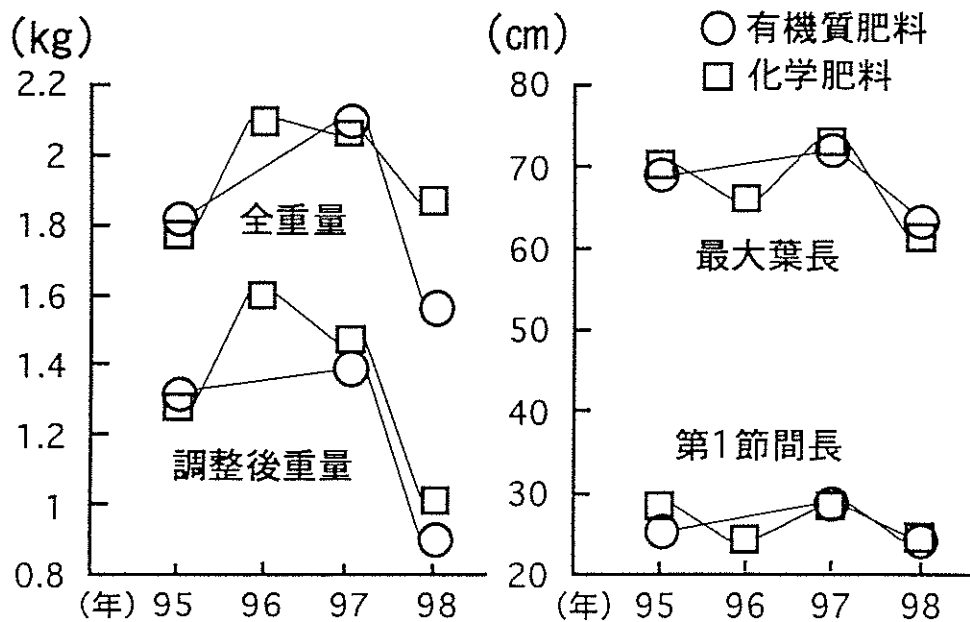 (kg)
2.2
2
1.8
1.6
1.4
1.2
1
0.8
全重量
調整後重量
(年) 95 96 97 98
(cm)
○ 有機質肥料
□ 化学肥料
80
70
60
50
40
30
20
最大葉長
第1節間長
(年) 95 96 97 98